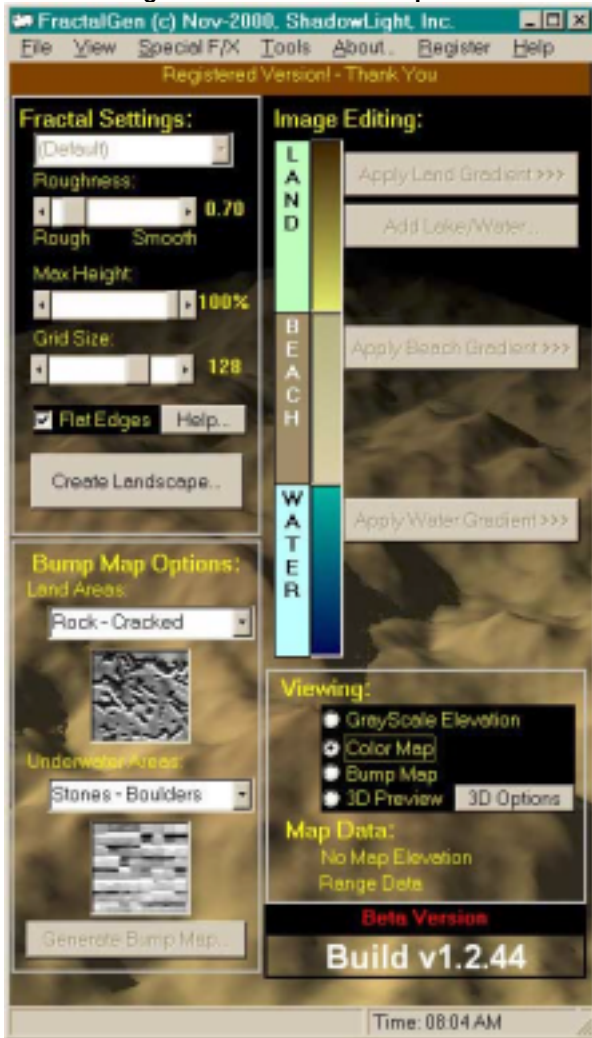 FractalGen (c) Nov-2000, ShadowLight, Inc.
File View Special F/X Tools About.. Register Help
Registered Version! - Thank You
Fractal Settings:
(Default)
Roughness:
0.70
Rough Smooth
Max Height:
100%
Grid Size:
128
Flat Edges Help...
Create Landscape...
Bump Map Options:
Land Areas:
Rock - Cracked
Underwater Areas:
Stones - Boulders
Generate Bump Map...
Image Editing:
LAND
Apply Land Gradient >>>
Add Lake/Water...
BEACH
Apply Beach Gradient >>>
WATER
Apply Water Gradient >>>
Viewing:
GrayScale Elevation
Color Map
Bump Map
3D Preview 3D Options
Map Data:
No Map Elevation
Range Data
Beta Version
Build v1.2.44
Time: 08:04 AM